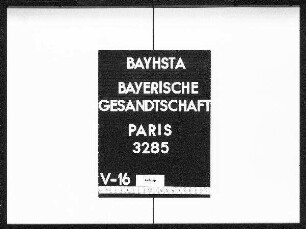 BAYHSTA
BAYERISCHE
GESANDTSCHAFT
PARIS
3285
V-16